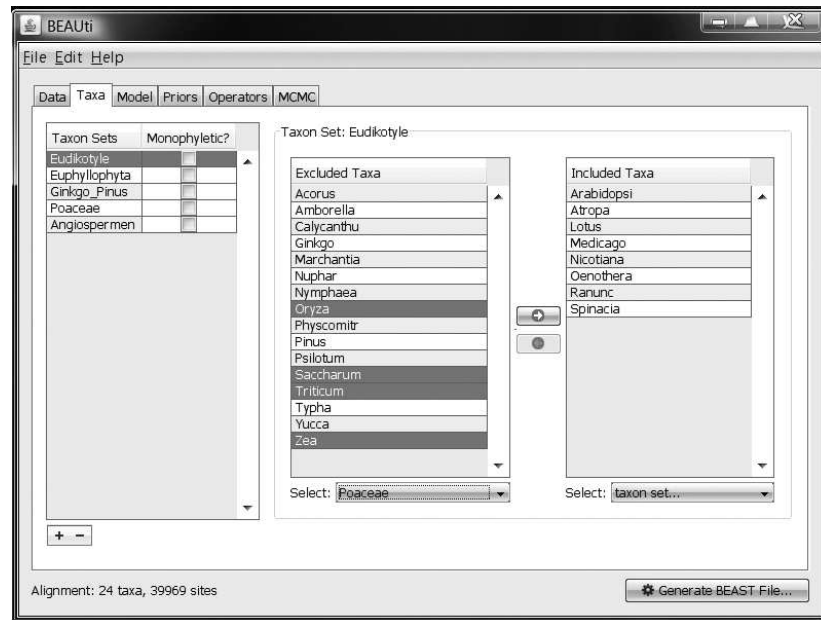 BEAUti
File Edit Help
Data Taxa Model Priors Operators MCMC
Taxon Sets Monophyletic?
Eudikotyle
Euphyllophyta
Ginkgo_Pinus
Poaceae
Angiospermen
+ −
Taxon Set: Eudikotyle
Excluded Taxa
Acorus
Amborella
Calycanthu
Ginkgo
Marchantia
Nuphar
Nymphaea
Oryza
Physcomitr
Pinus
Psilotum
Saccharum
Triticum
Typha
Yucca
Zea
Select: Poaceae
Included Taxa
Arabidopsi
Atropa
Lotus
Medicago
Nicotiana
Oenothera
Ranunc
Spinacia
Select: taxon set...
Alignment: 24 taxa, 39969 sites
Generate BEAST File...